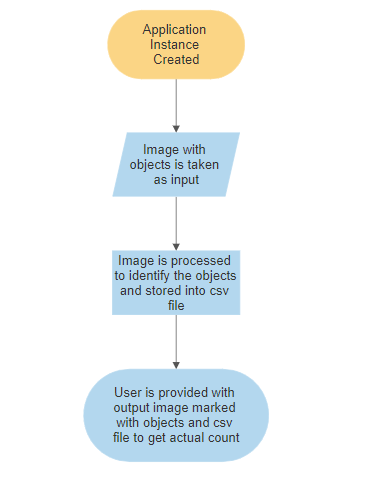 Application
Instance
Created
Image with
objects is taken
as input
Image is processed
to identify the objects
and stored into csv
file
User is provided with
output image marked
with objects and csv
file to get actual count